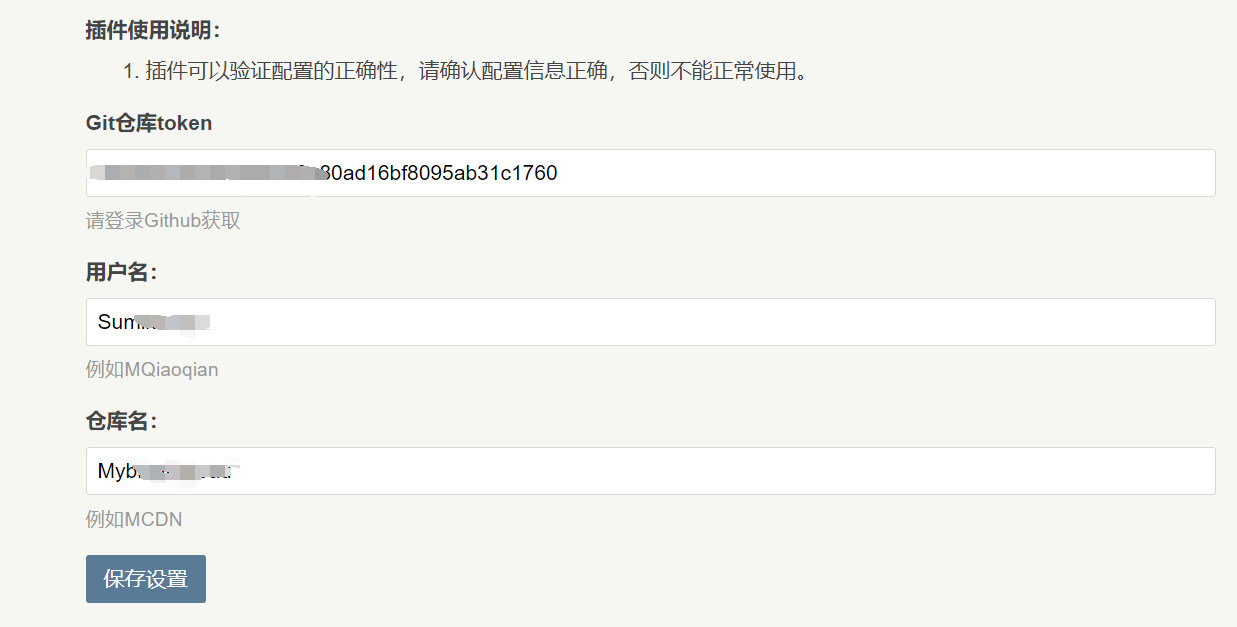 插件使用说明：
1. 插件可以验证配置的正确性，请确认配置信息正确，否则不能正常使用。
Git仓库token
80ad16bf8095ab31c1760
请登录Github获取
用户名：
Sum
例如MQiaoqian
仓库名：
Myb
例如MCDN
保存设置